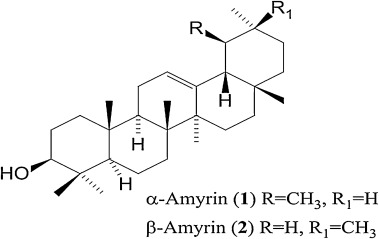 R
R₁
H
H
HO
H
α-Amyrin (1) R=CH₃, R₁=H
β-Amyrin (2) R=H, R₁=CH₃